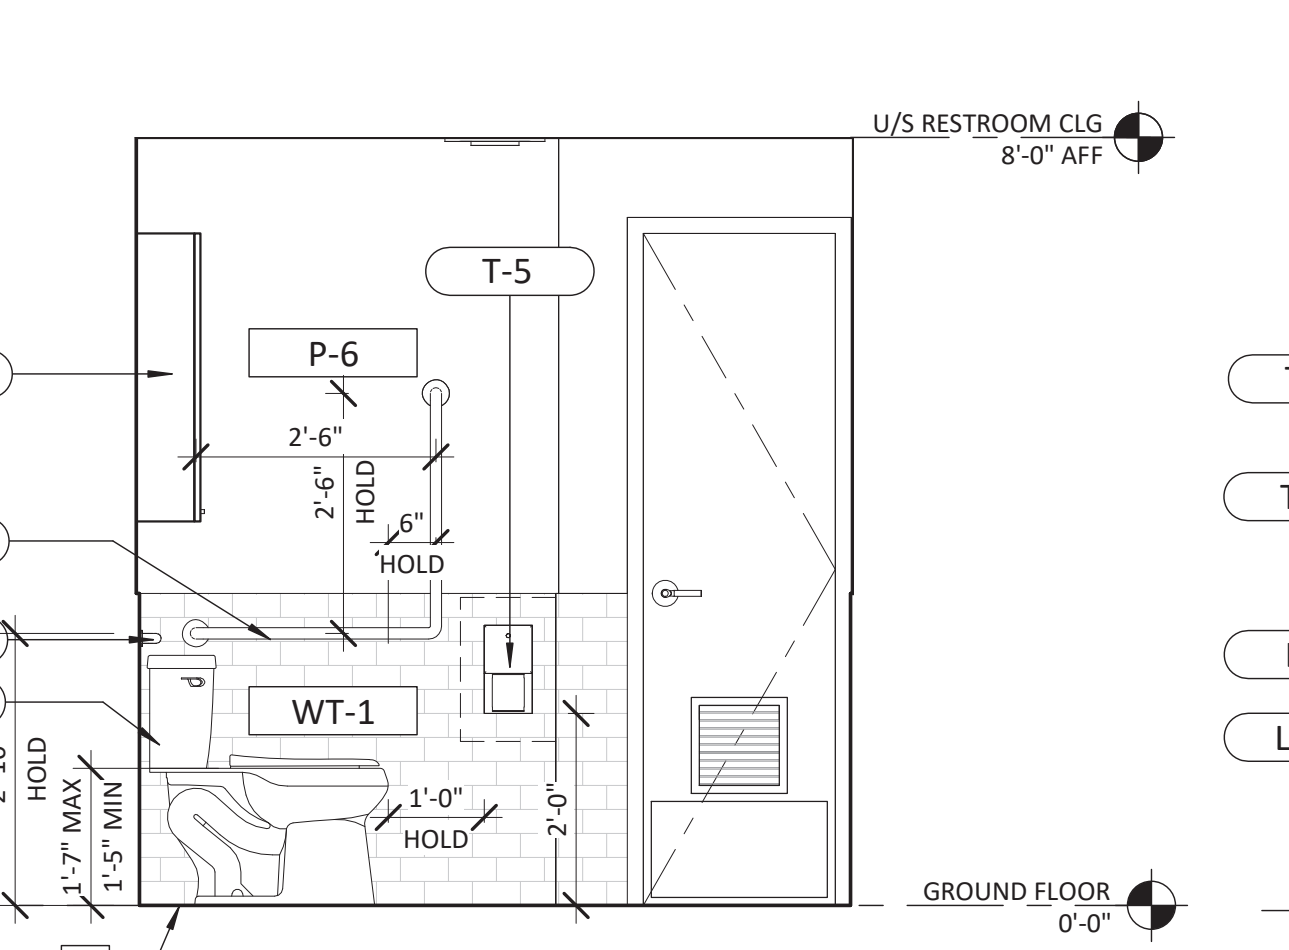 U/S RESTROOM CLG
8'-0" AFF
T-5
P-6
2'-6"
2'-6"
HOLD
6"
HOLD
WT-1
HOLD
1'-7" MAX
1'-5" MIN
1'-0"
HOLD
2'-0"
GROUND FLOOR
0'-0"